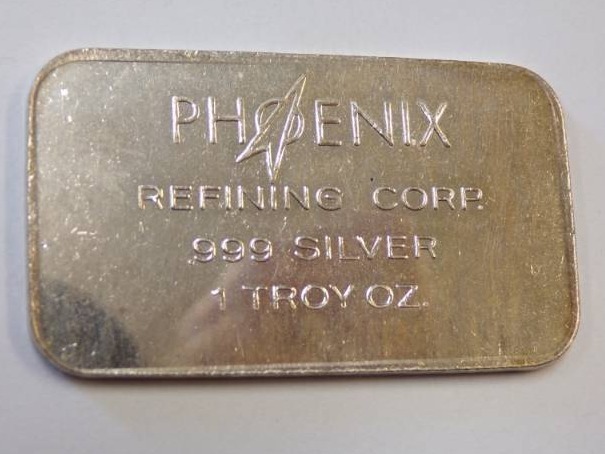 PHOENIX
REFINING CORP.
.999 SILVER
1 TROY OZ.